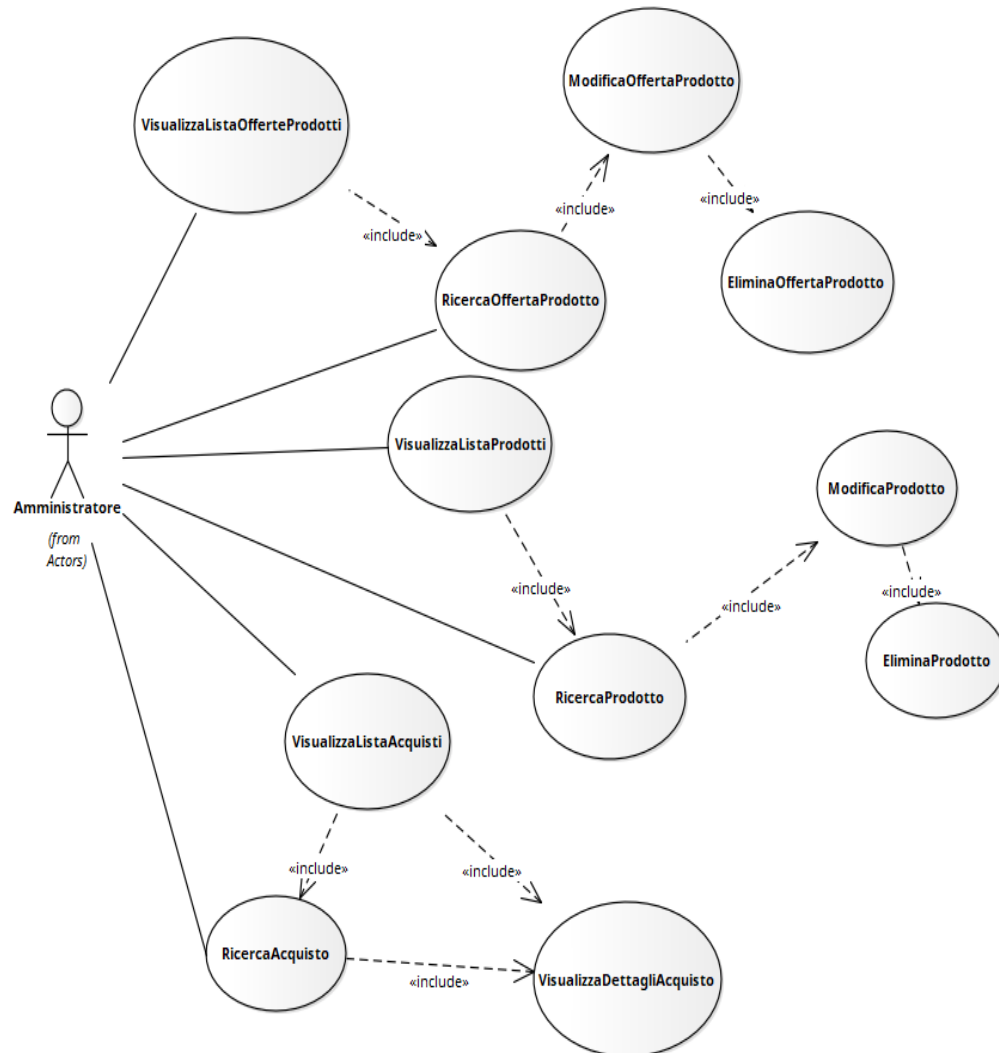 ModificaOffertaProdotto
VisualizzaListaOfferteProdotti
«include»
«include»
«include»
EliminaOffertaProdotto
RicercaOffertaProdotto
VisualizzaListaProdotti
ModificaProdotto
Amministratore
(from
Actors)
«include»
«include»
«include»
EliminaProdotto
RicercaProdotto
VisualizzaListaAcquisti
«include»
«include»
RicercaAcquisto
«include»
VisualizzaDettagliAcquisto